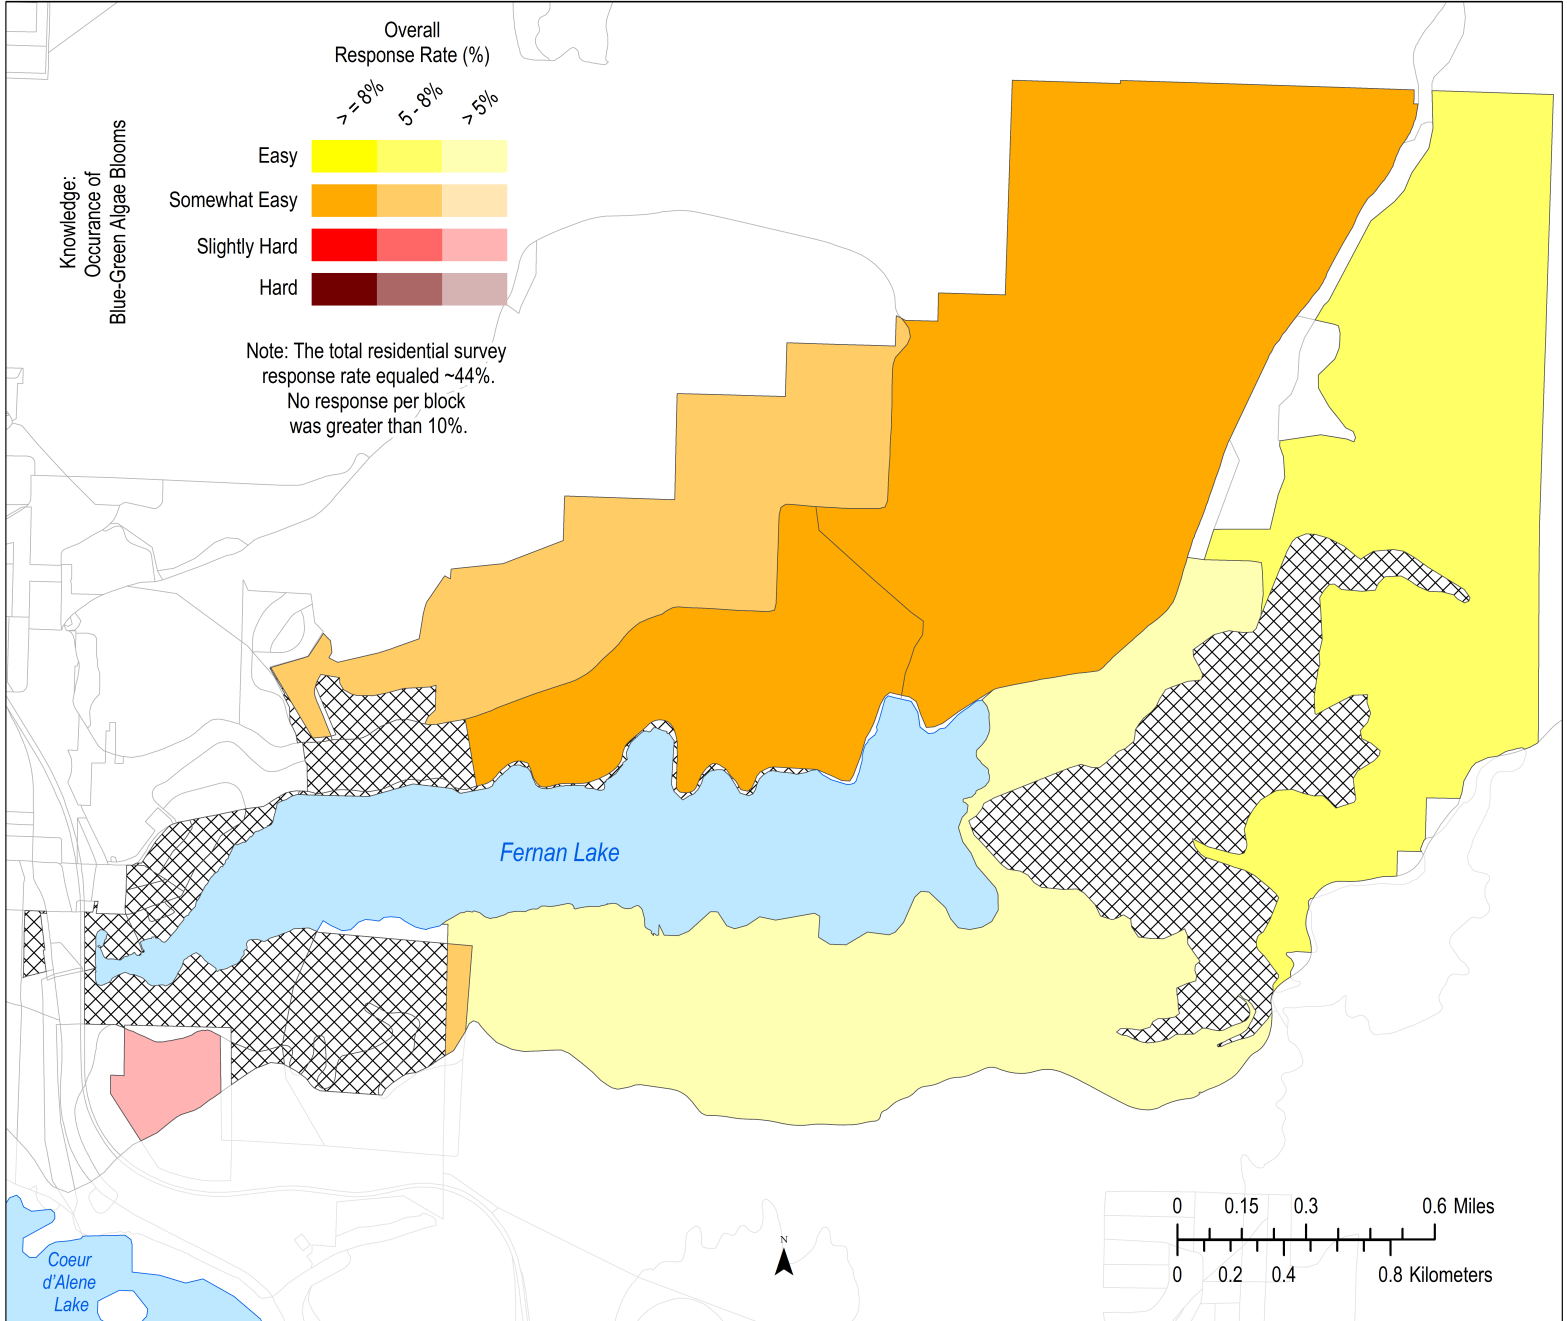 Overall
Response Rate (%)
> = 8%
5 - 8%
> 5%
Knowledge:
Occurance of
Blue-Green Algae Blooms
Easy
Somewhat Easy
Slightly Hard
Hard
Note: The total residential survey
response rate equaled ~44%.
No response per block
was greater than 10%.
Fernan Lake
Coeur
d'Alene
Lake
N
0 0.15 0.3 0.6 Miles
0 0.2 0.4 0.8 Kilometers